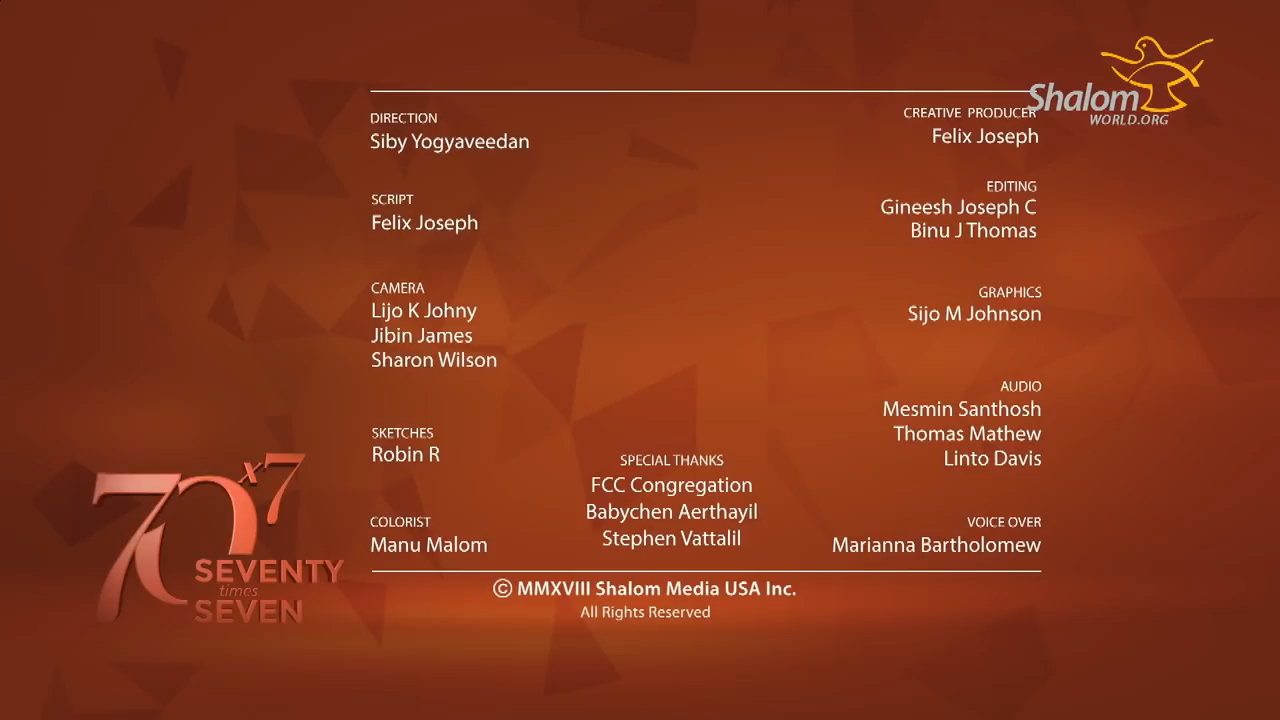 Shalom
WORLD.ORG
DIRECTION
Siby Yogyaveedan
SCRIPT
Felix Joseph
CAMERA
Lijo K Johny
Jibin James
Sharon Wilson
SKETCHES
Robin R
COLORIST
Manu Malom
SPECIAL THANKS
FCC Congregation
Babychen Aerthayil
Stephen Vattalil
CREATIVE PRODUCER
Felix Joseph
EDITING
Gineesh Joseph C
Binu J Thomas
GRAPHICS
Sijo M Johnson
AUDIO
Mesmin Santhosh
Thomas Mathew
Linto Davis
VOICE OVER
Marianna Bartholomew
70x7
SEVENTY
times
SEVEN
© MMXVIII Shalom Media USA Inc.
All Rights Reserved